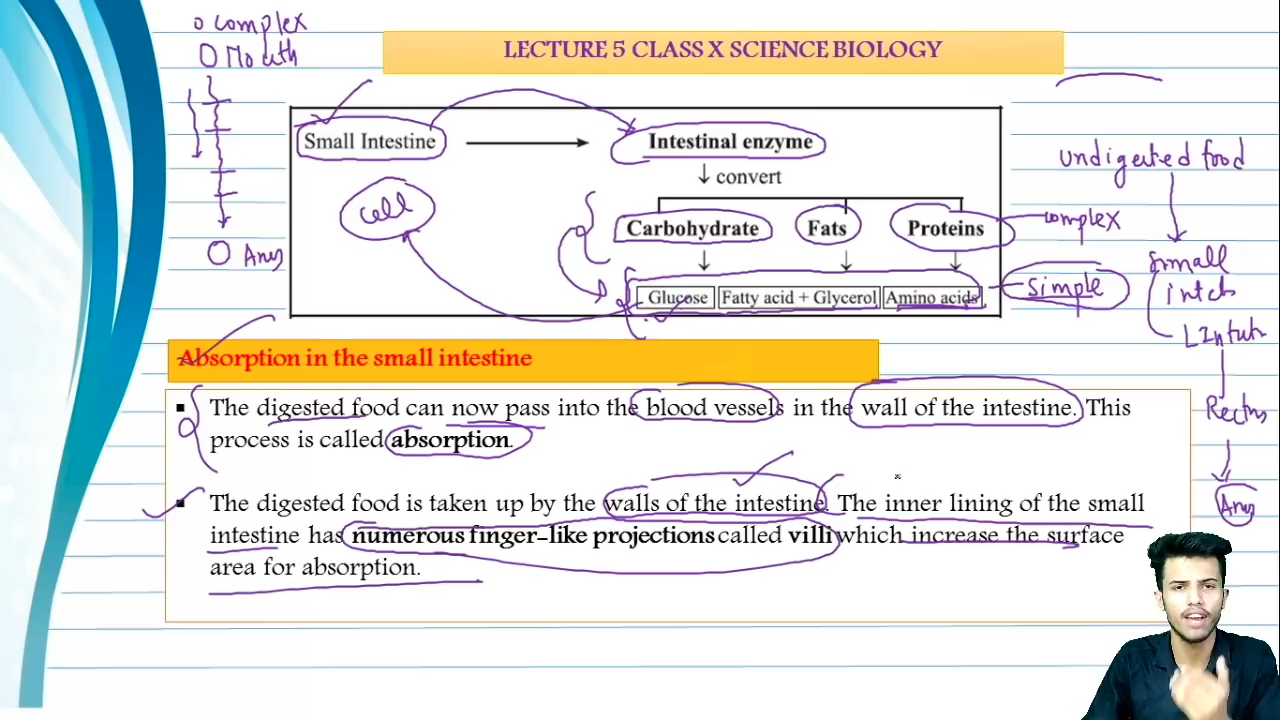 complex
Mouth
LECTURE 5 CLASS X SCIENCE BIOLOGY
Small Intestine
Intestinal enzyme
convert
undigested food
cell
Carbohydrate Fats Proteins
complex
Small
Anus
Glucose Fatty acid + Glycerol Amino acids
simple
Absorption in the small intestine
The digested food can now pass into the blood vessels in the wall of the intestine. This
process is called absorption.
The digested food is taken up by the walls of the intestine. The inner lining of the small
intestine has numerous finger-like projections called villi which increase the surface
area for absorption.
Anus